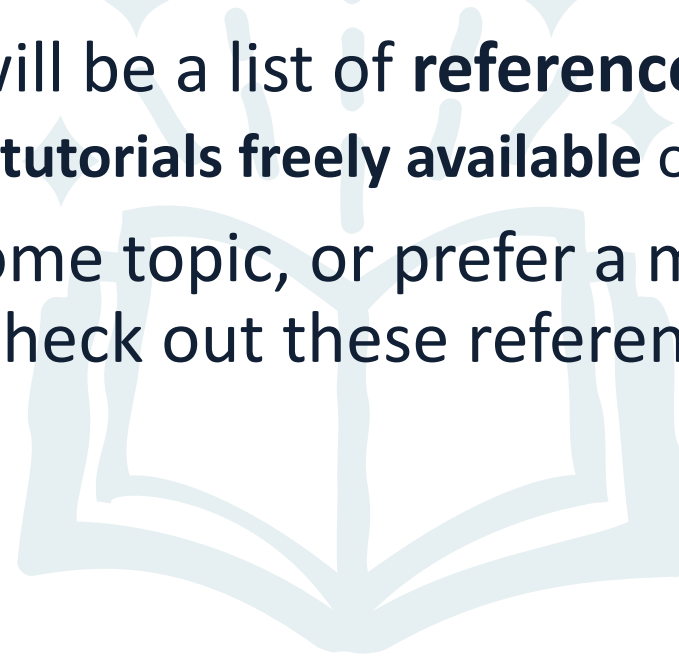 will be a list of reference
tutorials freely available o
ome topic, or prefer a m
heck out these referen